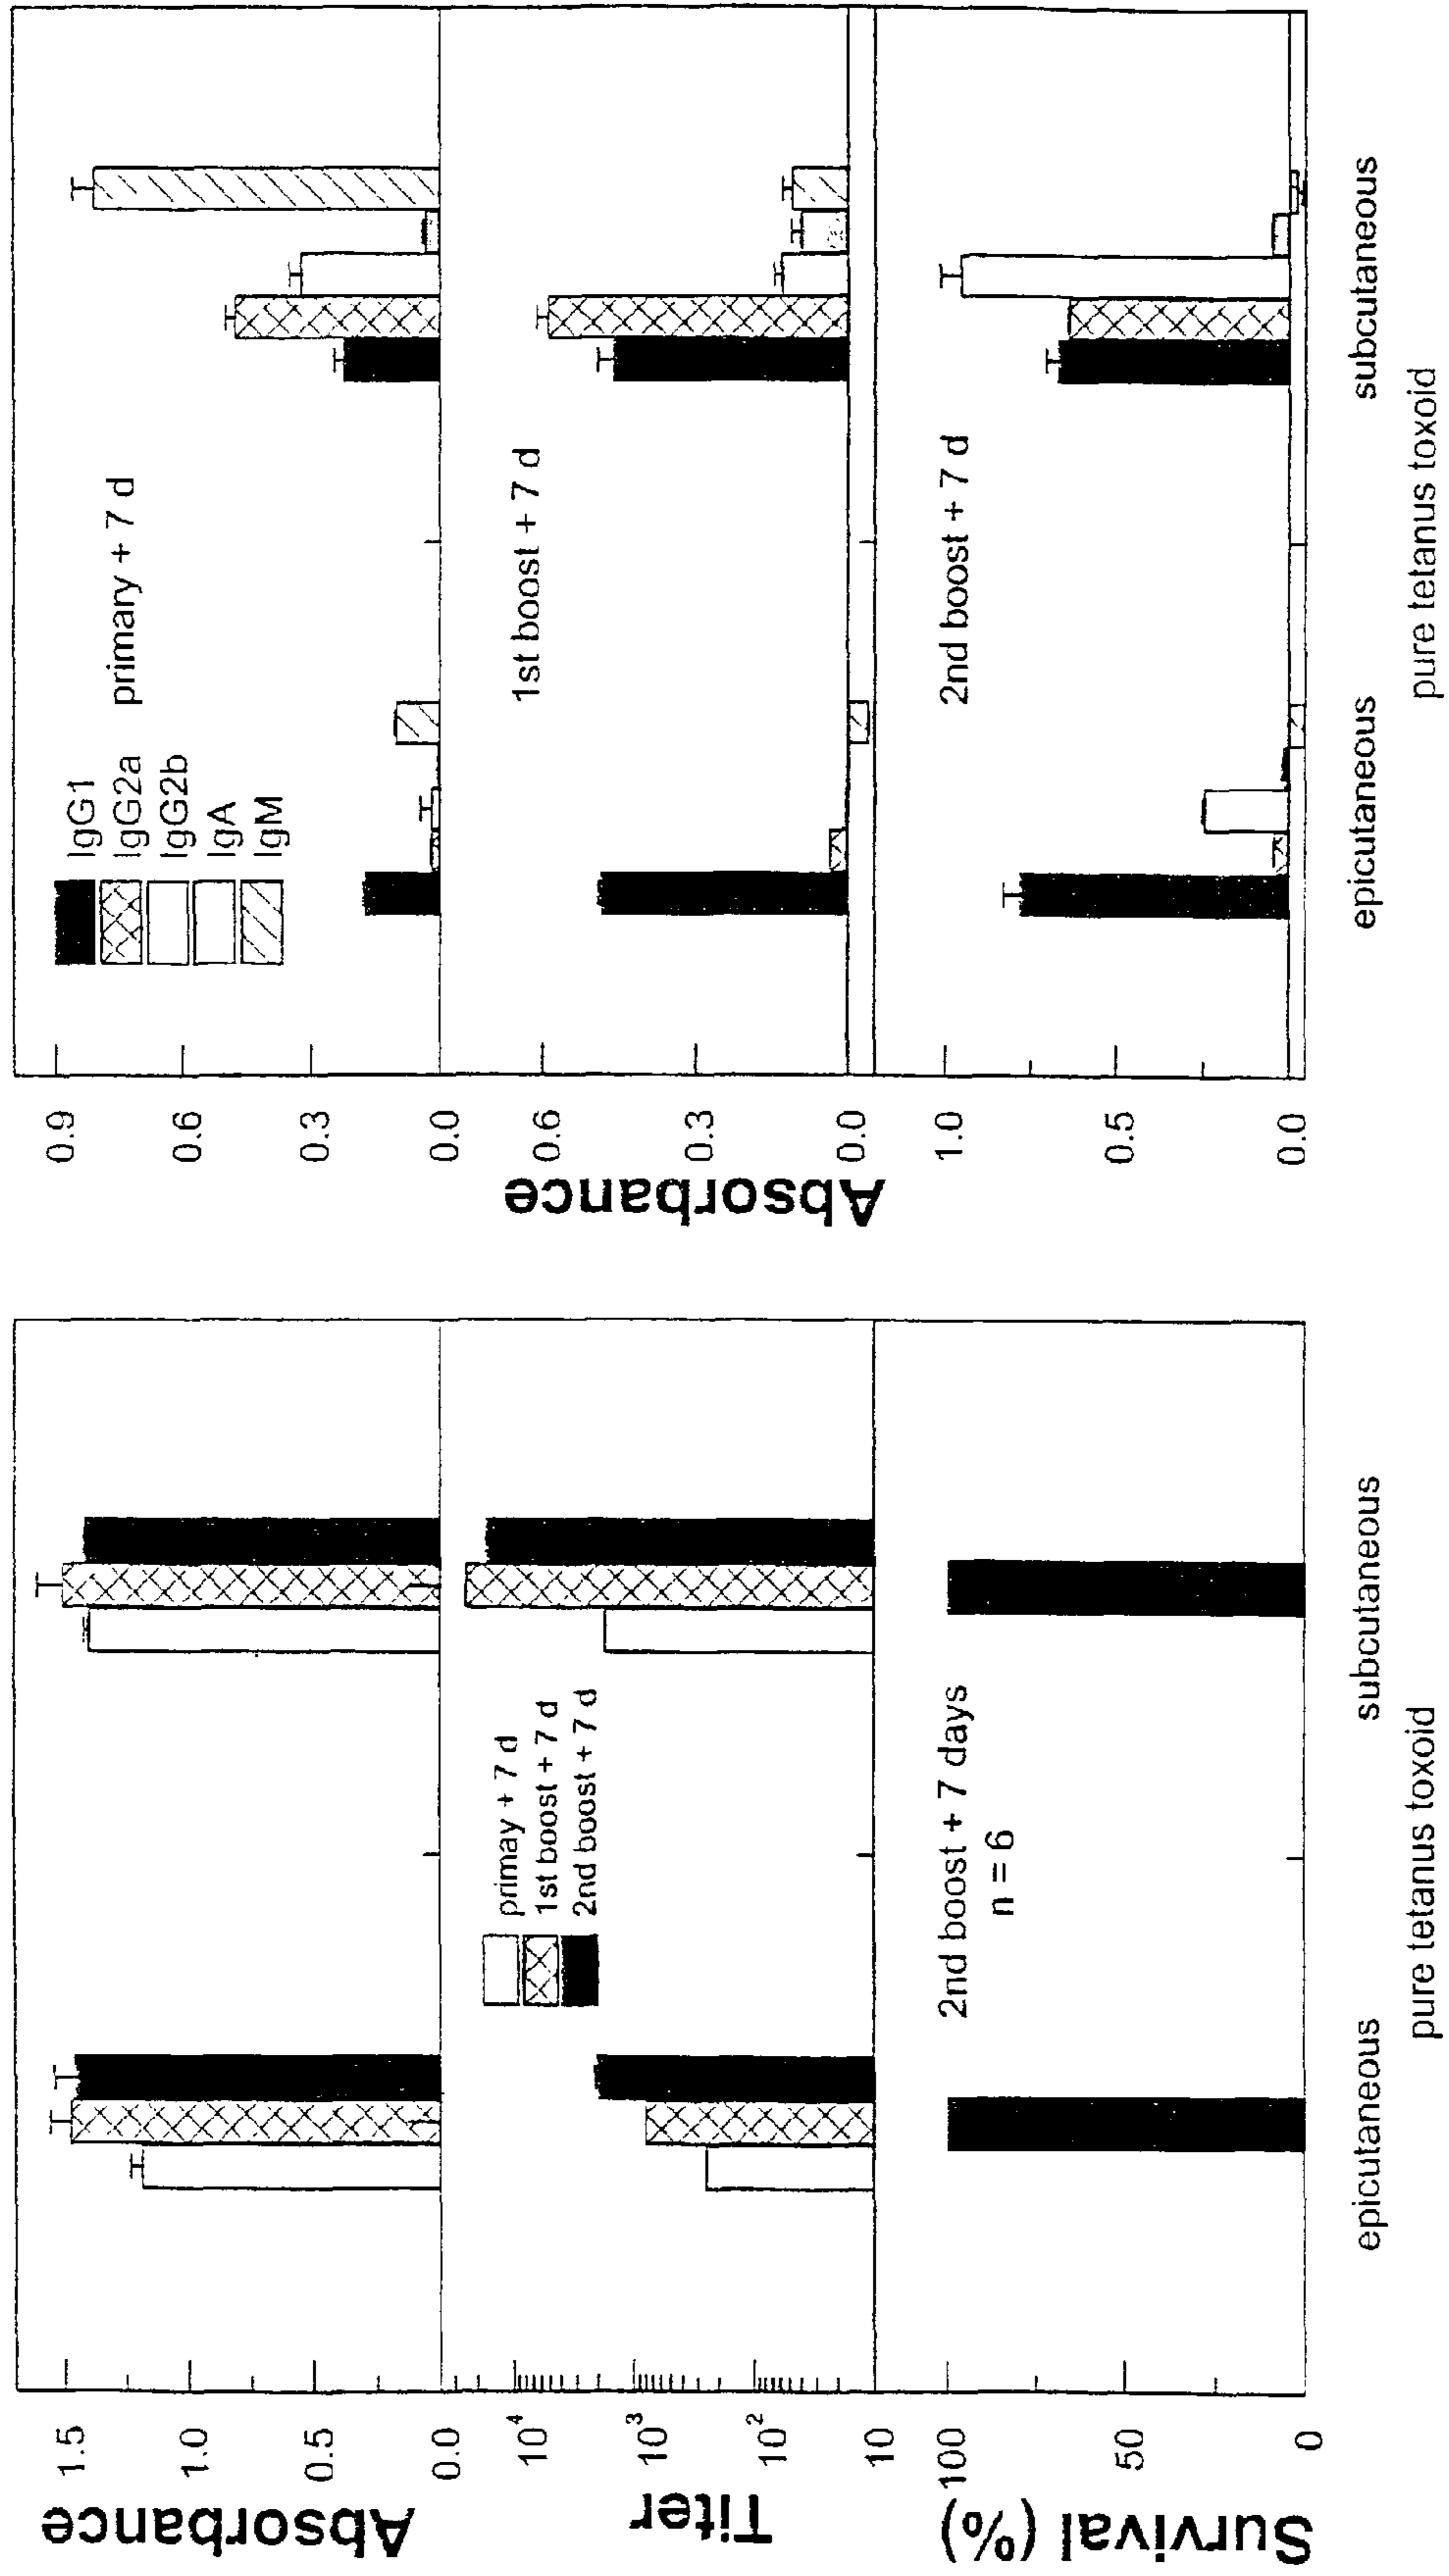 Absorbance
1.5
1.0
0.5
0.0
Titer
10⁴
10³
10²
10
primay + 7 d
1st boost + 7 d
2nd boost + 7 d
Survival (%)
100
50
0
2nd boost + 7 days
n = 6
epicutaneous
subcutaneous
pure tetanus toxoid
Absorbance
0.9
0.6
0.3
0.0
IgG1
IgG2a
IgG2b
IgA
IgM
primary + 7 d
0.6
0.3
0.0
1st boost + 7 d
1.0
0.5
0.0
2nd boost + 7 d
epicutaneous
subcutaneous
pure tetanus toxoid